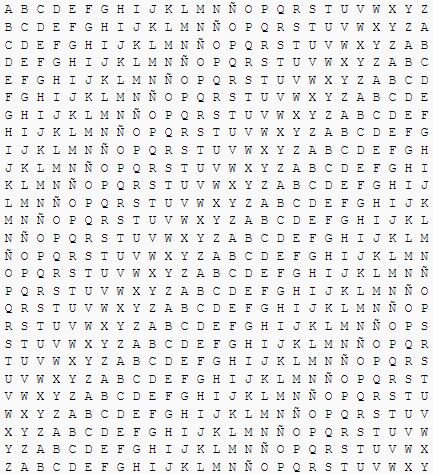 A B C D E F G H I J K L M N Ñ O P Q R S T U V W X Y Z
B C D E F G H I J K L M N Ñ O P Q R S T U V W X Y Z A
C D E F G H I J K L M N Ñ O P Q R S T U V W X Y Z A B
D E F G H I J K L M N Ñ O P Q R S T U V W X Y Z A B C
E F G H I J K L M N Ñ O P Q R S T U V W X Y Z A B C D
F G H I J K L M N Ñ O P Q R S T U V W X Y Z A B C D E
G H I J K L M N Ñ O P Q R S T U V W X Y Z A B C D E F
H I J K L M N Ñ O P Q R S T U V W X Y Z A B C D E F G
I J K L M N Ñ O P Q R S T U V W X Y Z A B C D E F G H
J K L M N Ñ O P Q R S T U V W X Y Z A B C D E F G H I
K L M N Ñ O P Q R S T U V W X Y Z A B C D E F G H I J
L M N Ñ O P Q R S T U V W X Y Z A B C D E F G H I J K
M N Ñ O P Q R S T U V W X Y Z A B C D E F G H I J K L
N Ñ O P Q R S T U V W X Y Z A B C D E F G H I J K L M
Ñ O P Q R S T U V W X Y Z A B C D E F G H I J K L M N
O P Q R S T U V W X Y Z A B C D E F G H I J K L M N Ñ
P Q R S T U V W X Y Z A B C D E F G H I J K L M N Ñ O
Q R S T U V W X Y Z A B C D E F G H I J K L M N Ñ O P
R S T U V W X Y Z A B C D E F G H I J K L M N Ñ O P S
S T U V W X Y Z A B C D E F G H I J K L M N Ñ O P Q R
T U V W X Y Z A B C D E F G H I J K L M N Ñ O P Q R S
U V W X Y Z A B C D E F G H I J K L M N Ñ O P Q R S T
V W X Y Z A B C D E F G H I J K L M N Ñ O P Q R S T U
W X Y Z A B C D E F G H I J K L M N Ñ O P Q R S T U V
X Y Z A B C D E F G H I J K L M N Ñ O P Q R S T U V W
Y Z A B C D E F G H I J K L M N Ñ O P Q R S T U V W X
Z A B C D E F G H I J K L M N Ñ O P Q R S T U V W X Y